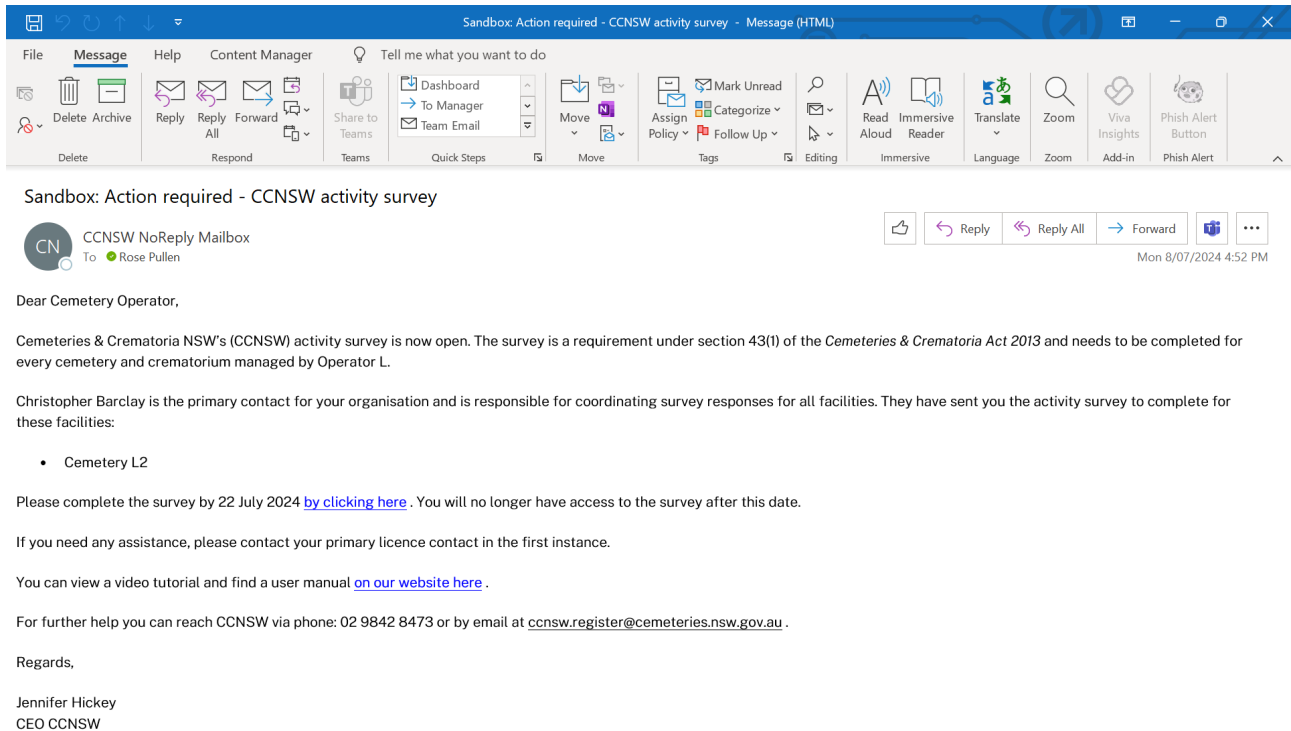 Sandbox: Action required - CCNSW activity survey - Message (HTML)
File Message Help Content Manager Tell me what you want to do
Delete Archive
Reply Reply All Forward
Share to Teams
Dashboard
To Manager
Team Email
Move
Assign Policy
Mark Unread
Categorize
Follow Up
Read Aloud
Immersive Reader
Translate
Zoom
Viva Insights
Phish Alert Button
Delete Respond Teams Quick Steps Move Tags Editing Immersive Language Zoom Add-in Phish Alert
Sandbox: Action required - CCNSW activity survey
CN
CCNSW NoReply Mailbox
To Rose Pullen
Reply Reply All Forward
Mon 8/07/2024 4:52 PM
Dear Cemetery Operator,
Cemeteries & Crematoria NSW's (CCNSW) activity survey is now open. The survey is a requirement under section 43(1) of the Cemeteries & Crematoria Act 2013 and needs to be completed for
every cemetery and crematorium managed by Operator L.
Christopher Barclay is the primary contact for your organisation and is responsible for coordinating survey responses for all facilities. They have sent you the activity survey to complete for
these facilities:
• Cemetery L2
Please complete the survey by 22 July 2024 by clicking here . You will no longer have access to the survey after this date.
If you need any assistance, please contact your primary licence contact in the first instance.
You can view a video tutorial and find a user manual on our website here .
For further help you can reach CCNSW via phone: 02 9842 8473 or by email at ccnsw.register@cemeteries.nsw.gov.au .
Regards,
Jennifer Hickey
CEO CCNSW